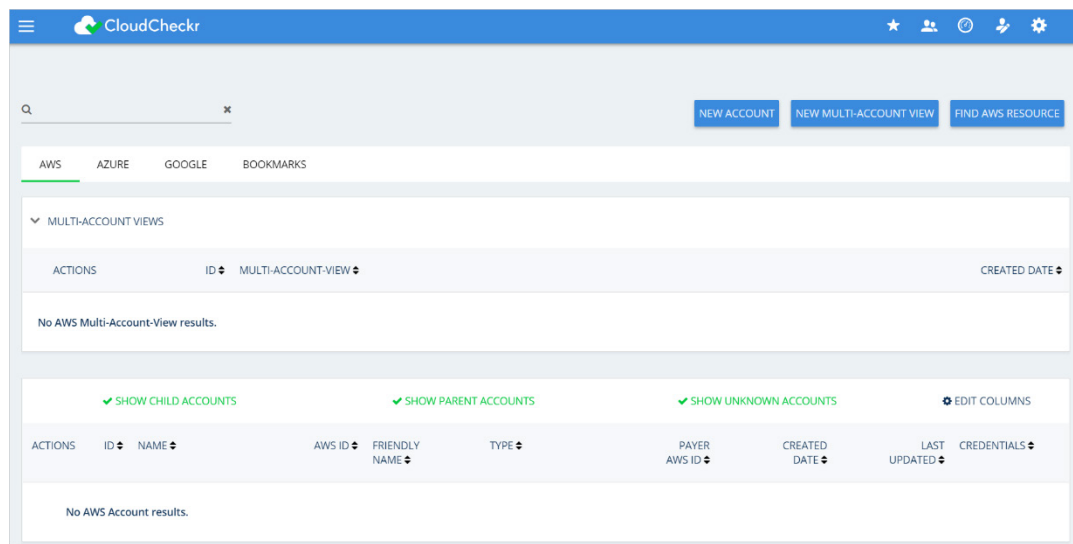 CloudCheckr
NEW ACCOUNT NEW MULTI-ACCOUNT VIEW FIND AWS RESOURCE
AWS AZURE GOOGLE BOOKMARKS
MULTI-ACCOUNT VIEWS
ACTIONS ID MULTI-ACCOUNT-VIEW CREATED DATE
No AWS Multi-Account-View results.
SHOW CHILD ACCOUNTS SHOW PARENT ACCOUNTS SHOW UNKNOWN ACCOUNTS EDIT COLUMNS
ACTIONS ID NAME AWS ID FRIENDLY TYPE PAYER CREATED LAST CREDENTIALS
NAME AWS ID DATE UPDATED
No AWS Account results.